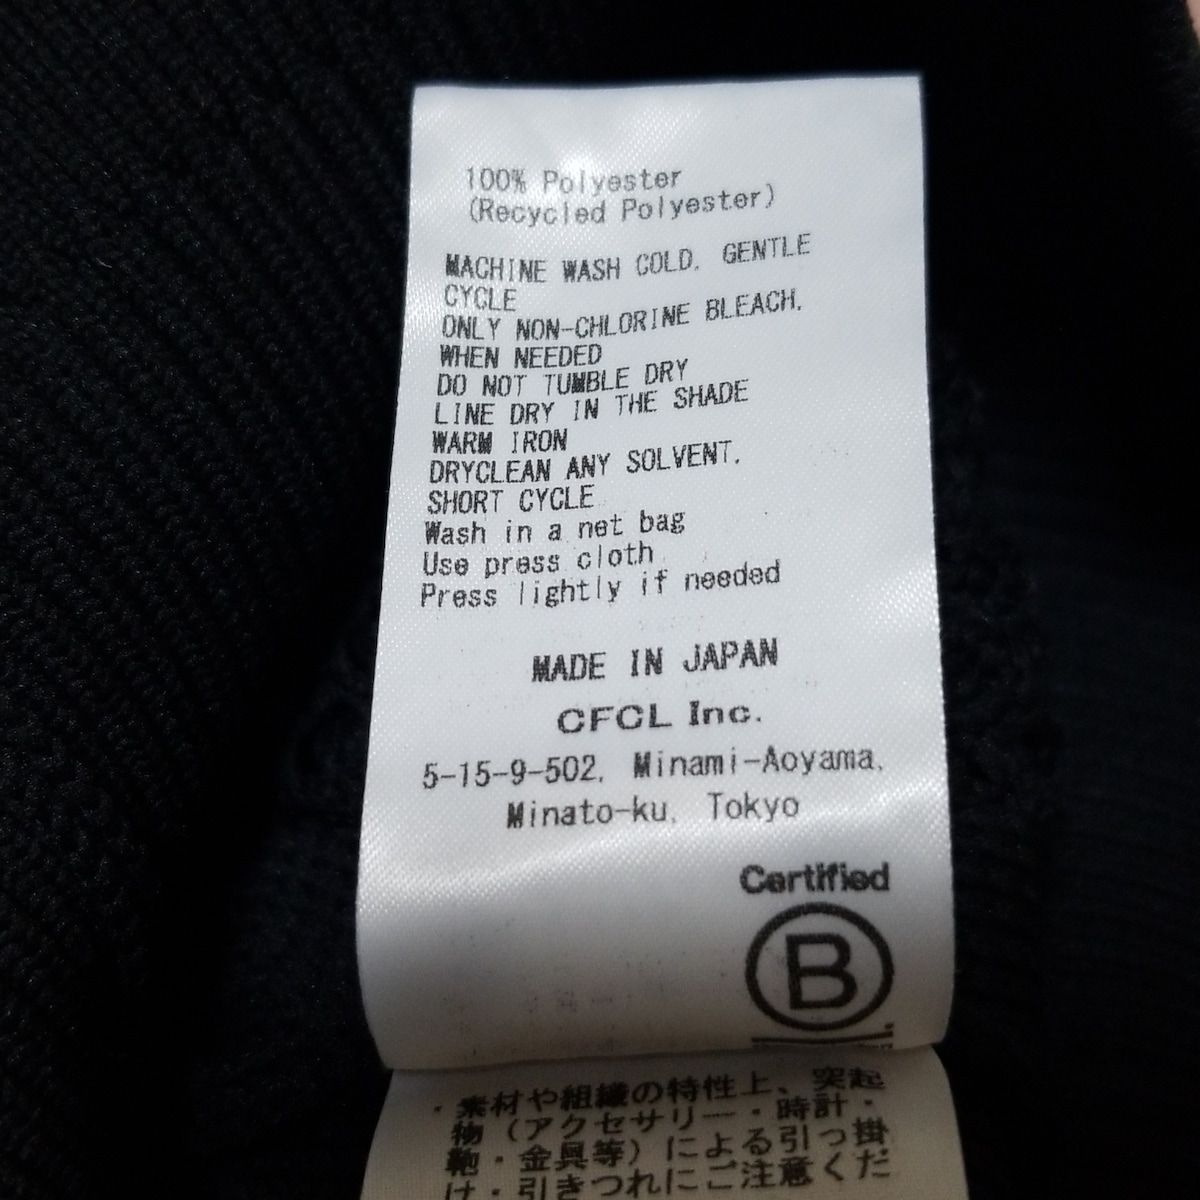 100% Polyester
(Recycled Polyester)
MACHINE WASH COLD, GENTLE
CYCLE
ONLY NON-CHLORINE BLEACH,
WHEN NEEDED
DO NOT TUMBLE DRY
LINE DRY IN THE SHADE
WARM IRON
DRYCLEAN ANY SOLVENT,
SHORT CYCLE
Wash in a net bag
Use press cloth
Press lightly if needed
MADE IN JAPAN
CFCL Inc.
5-15-9-502, Minami-Aoyama,
Minato-ku, Tokyo
Certified
B
・素材や組織の特性上、突起
物（アクセサリー・時計・
鞄・金具等）による引っ掛
け・引きつれにご注意くだ